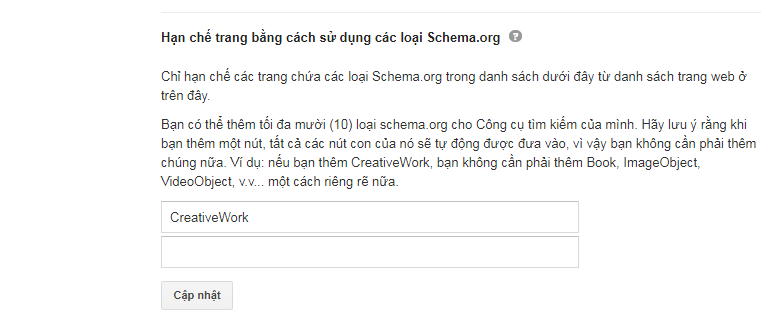 Hạn chế trang bằng cách sử dụng các loại Schema.org ?
Chỉ hạn chế các trang chứa các loại Schema.org trong danh sách dưới đây từ danh sách trang web ở
trên đây.
Bạn có thể thêm tối đa mười (10) loại schema.org cho Công cụ tìm kiếm của mình. Hãy lưu ý rằng khi
bạn thêm một nút, tất cả các nút con của nó sẽ tự động được đưa vào, vì vậy bạn không cần phải thêm
chúng nữa. Ví dụ: nếu bạn thêm CreativeWork, bạn không cần phải thêm Book, ImageObject,
VideoObject, v.v... một cách riêng rẽ nữa.
CreativeWork
Cập nhật